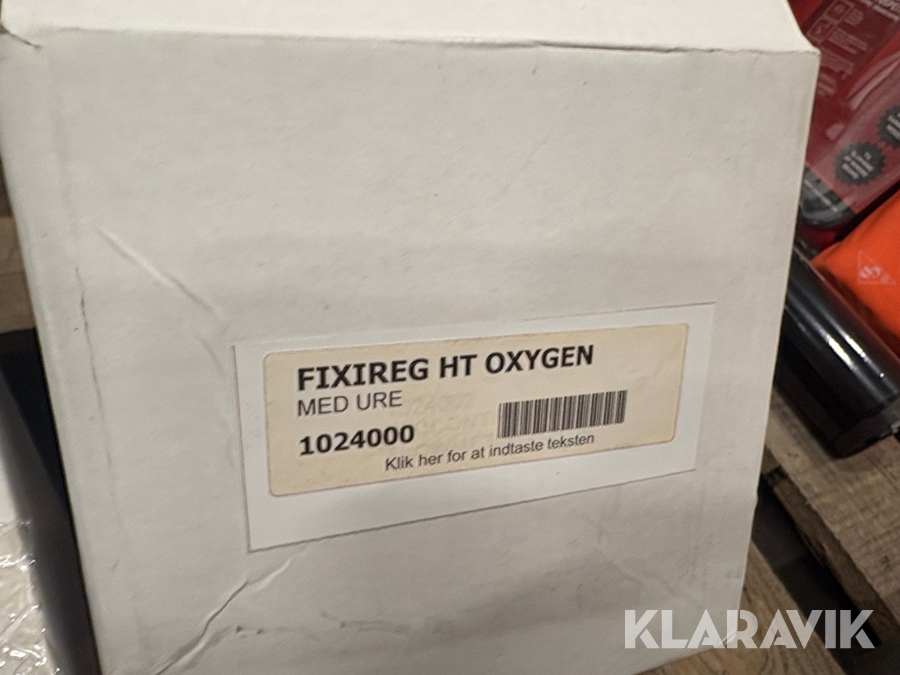 FIXIREG HT OXYGEN
MED URE
1024000
Klik her for at indtaste teksten
KLARAVIK